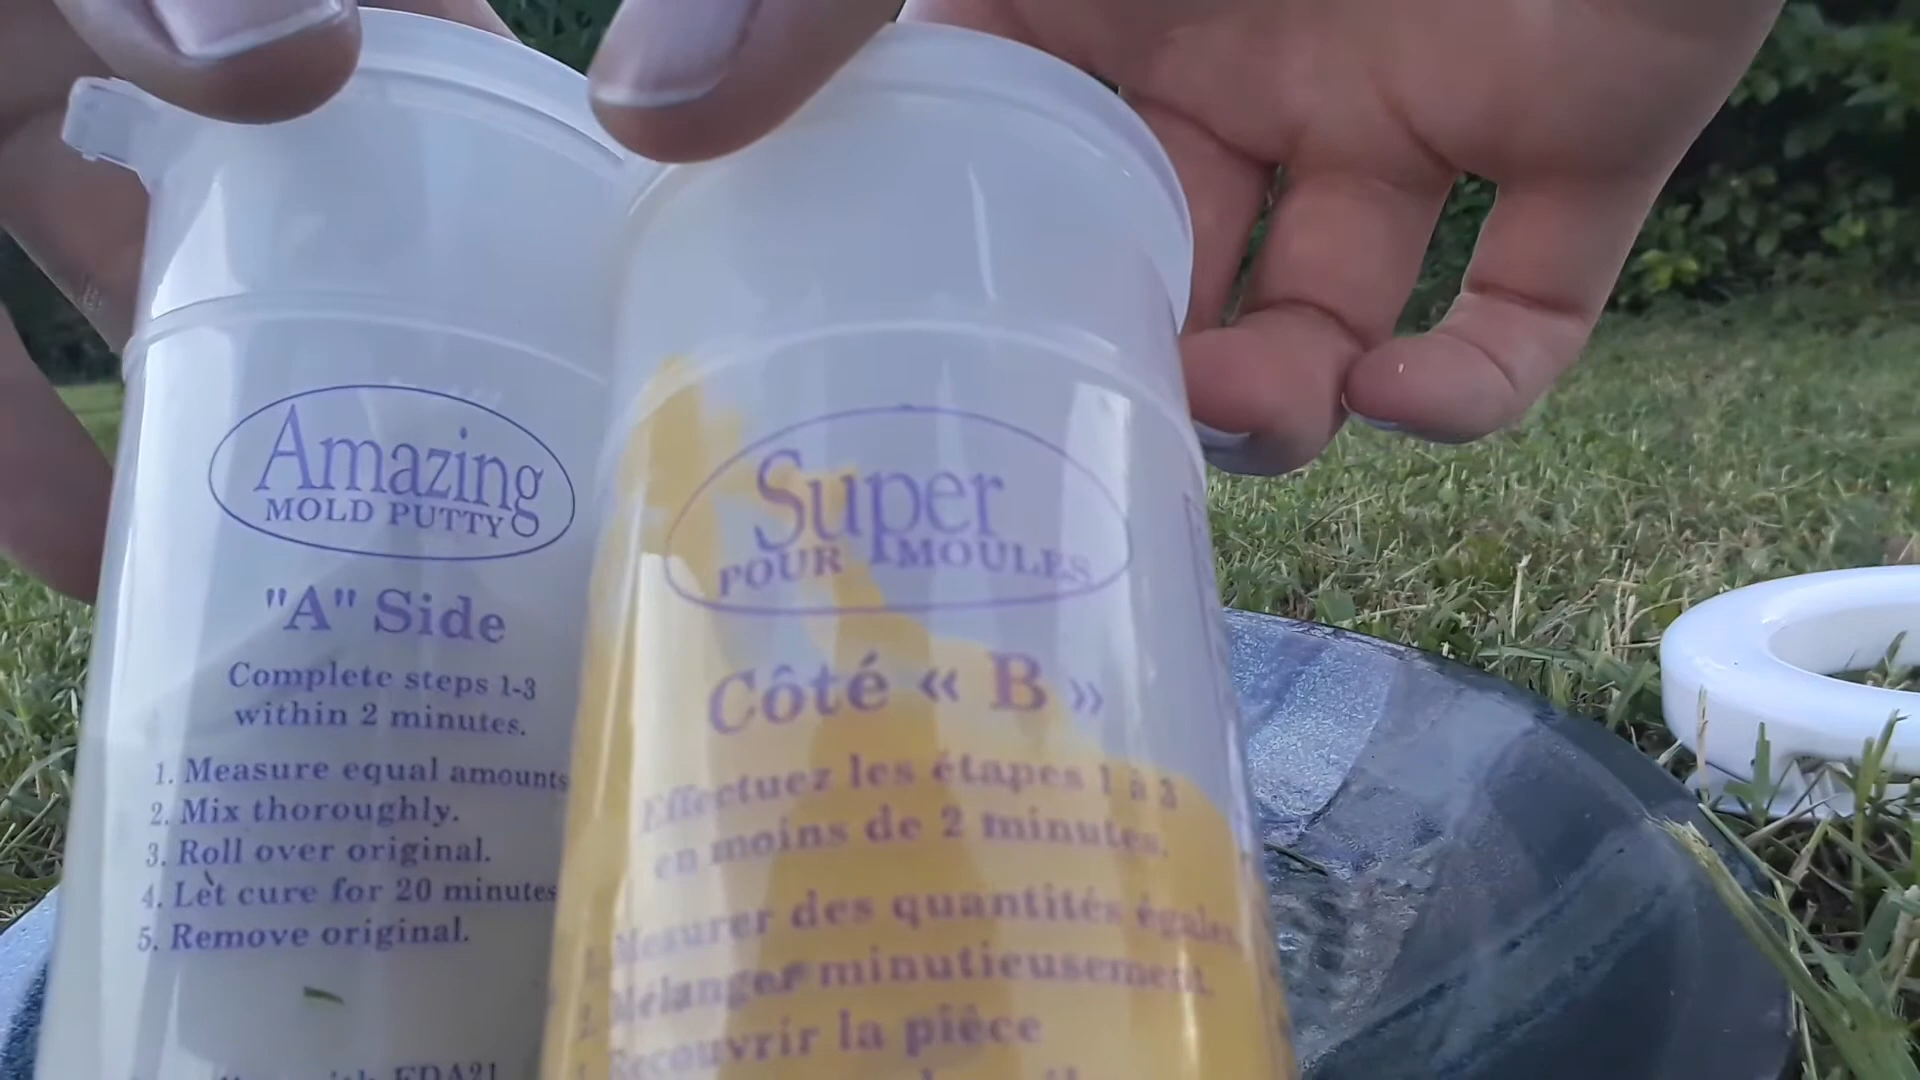 Amazing
MOLD PUTTY
"A" Side
Complete steps 1-3
within 2 minutes.
1. Measure equal amounts
2. Mix thoroughly.
3. Roll over original.
4. Let cure for 20 minutes
5. Remove original.
Super
POUR MOULES
Côté « B »
Effectuez les étapes 1 à 3
en moins de 2 minutes.
Mesurer des quantités égales
Mélanger minutieusement.
Recouvrir la pièce